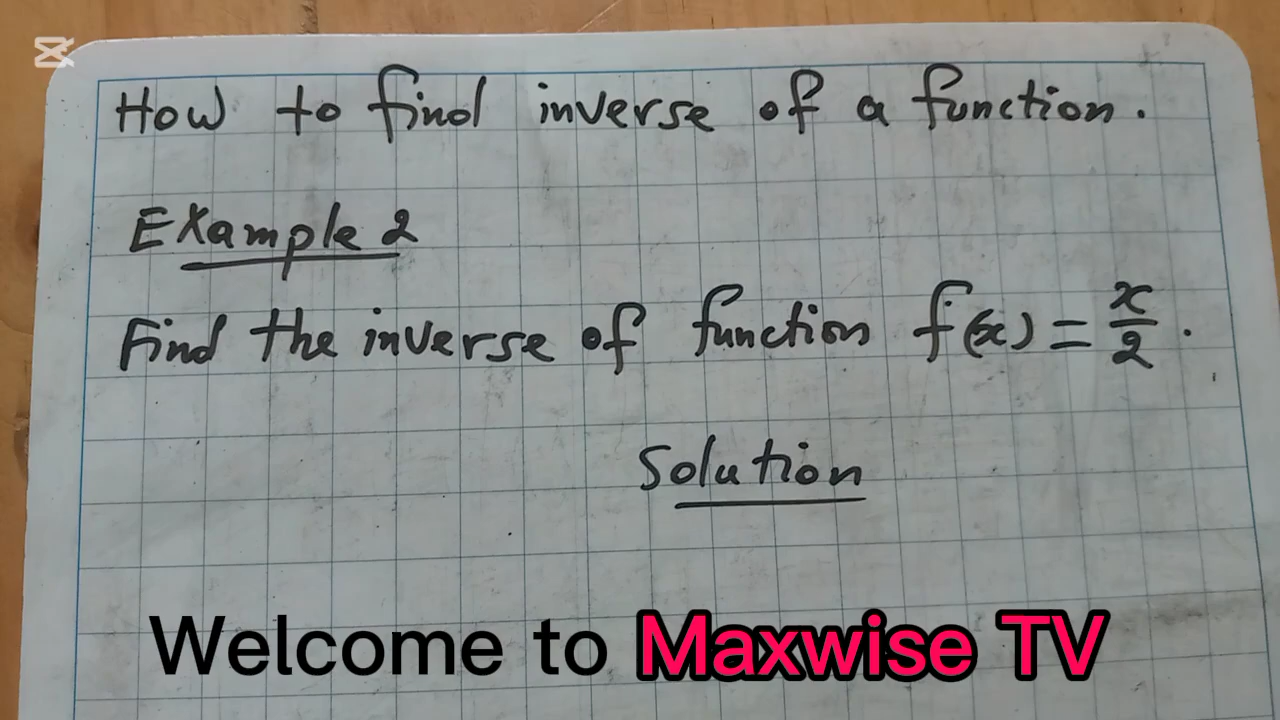 How to find inverse of a function.
Example 2
Find the inverse of function f(x) = x/2.
Solution
Welcome to Maxwise TV